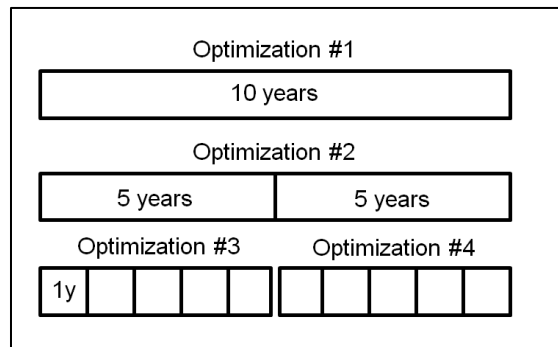 Optimization #1
10 years
Optimization #2
5 years 5 years
Optimization #3 Optimization #4
1y